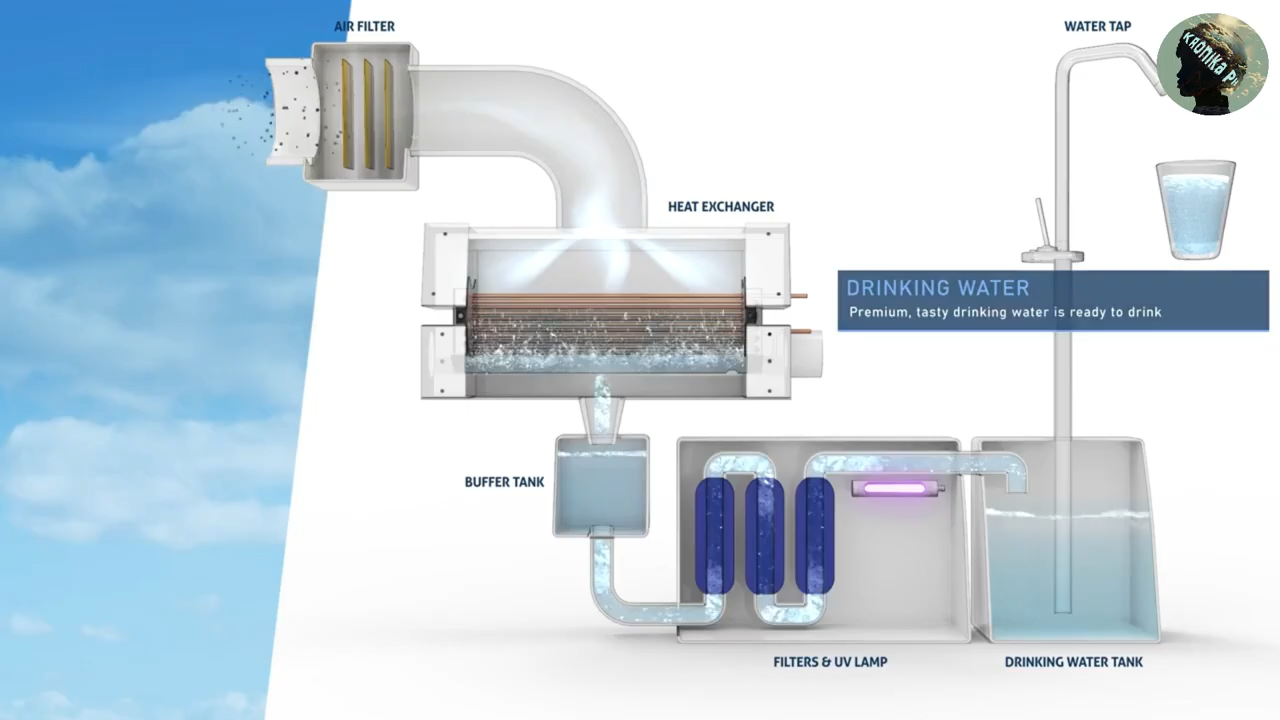 AIR FILTER
WATER TAP
KRONIKA
HEAT EXCHANGER
DRINKING WATER
Premium, tasty drinking water is ready to drink
BUFFER TANK
FILTERS & UV LAMP
DRINKING WATER TANK